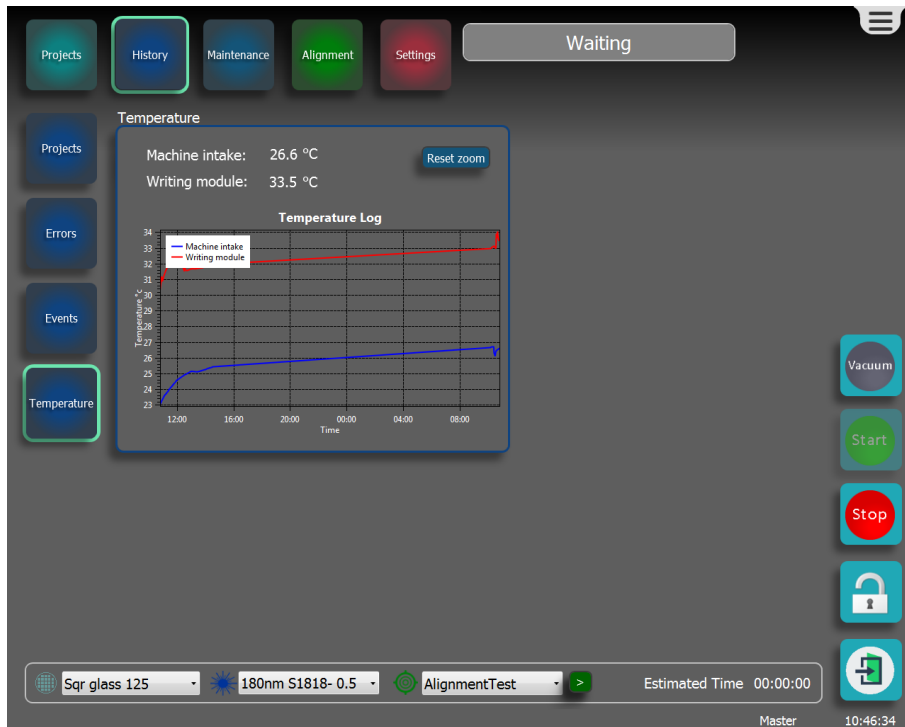 Projects
History
Maintenance
Alignment
Settings
Waiting
Projects
Errors
Events
Temperature
Temperature
Machine intake: 26.6 °C
Reset zoom
Writing module: 33.5 °C
Temperature Log
Machine intake
Writing module
34
33
32
31
30
29
28
27
26
25
24
23
Temperature °c
12:00 16:00 20:00 00:00 04:00 08:00
Time
Vacuum
Start
Stop
Sqr glass 125
180nm S1818- 0.5
AlignmentTest
>
Estimated Time 00:00:00
Master 10:46:34